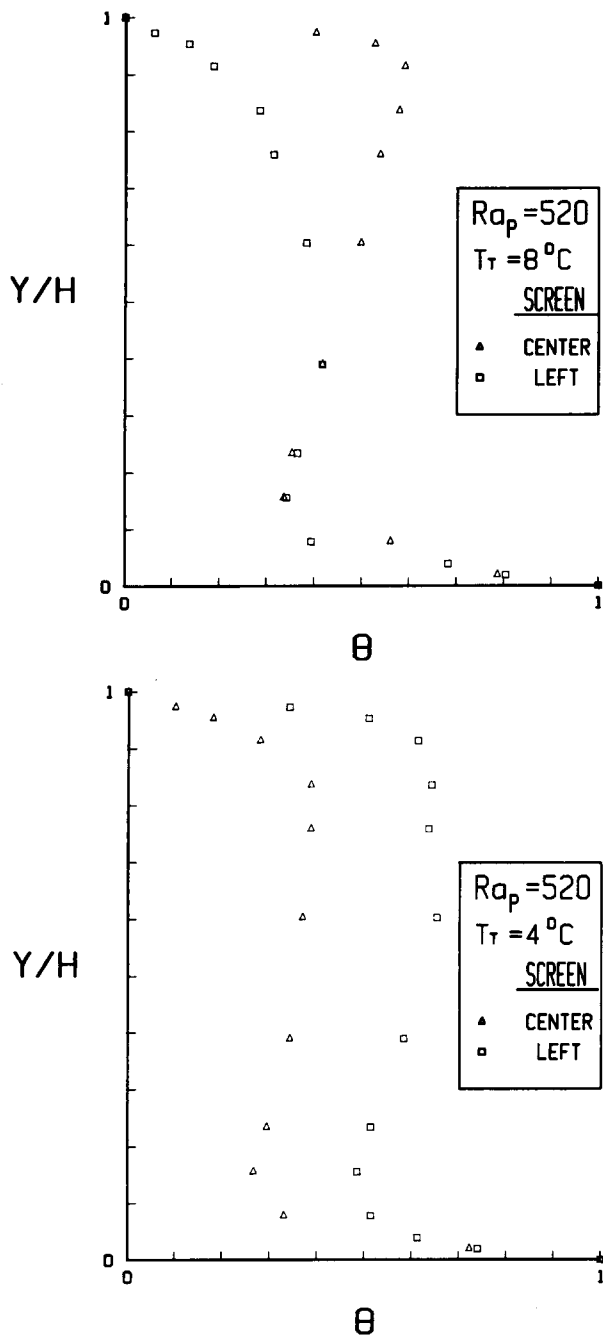 1
Y/H
0
0
1
θ
Ra_p =520
T_T =8 °C
SCREEN
CENTER
LEFT
1
Y/H
0
0
1
θ
Ra_p =520
T_T =4 °C
SCREEN
CENTER
LEFT